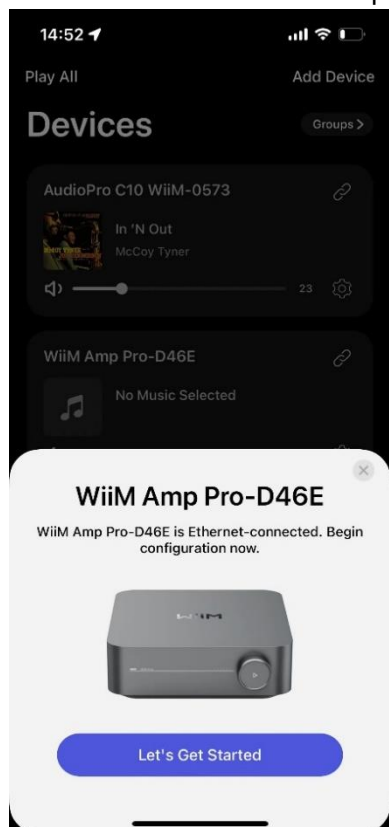 14:52
Play All
Add Device
Devices
Groups >
AudioPro C10 WiiM-0573
In 'N Out
McCoy Tyner
23
WiiM Amp Pro-D46E
No Music Selected
WiiM Amp Pro-D46E
WiiM Amp Pro-D46E is Ethernet-connected. Begin
configuration now.
WiiM
Let's Get Started